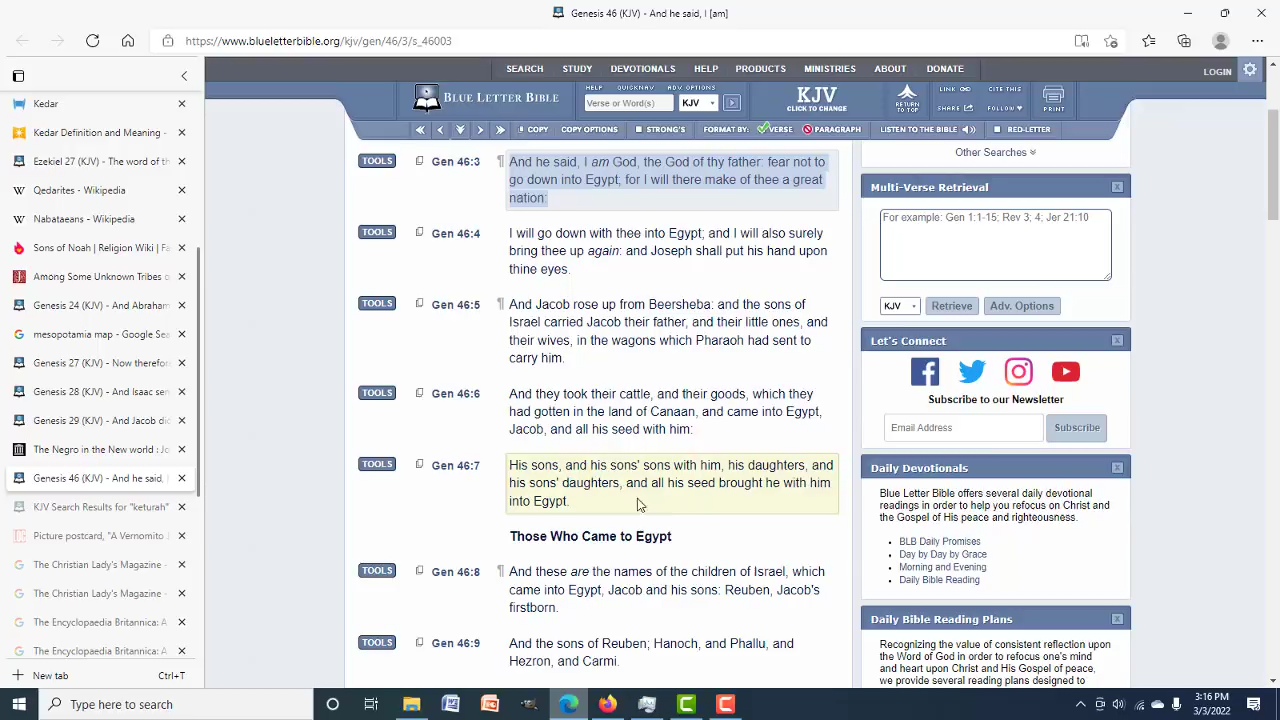 Genesis 46 (KJV) - And he said, I [am]
https://www.blueletterbible.org/kjv/gen/46/3/s_46003
Kedar
Kedar Definition and Meaning -
Ezekiel 27 (KJV) - The word of th
Qedarites - Wikipedia
Nabataeans - Wikipedia
Sons of Noah | Religion Wiki | Fa
Among Some Unknown Tribes o
Genesis 24 (KJV) - And Abraham
mesopotamia map - Google Sea
Genesis 27 (KJV) - Now therefor
Genesis 28 (KJV) - And Isaac sen
Genesis 29 (KJV) - And Jacob did
The Negro in the New world : Jo
Genesis 46 (KJV) - And he said, I
KJV Search Results for "keturah"
Picture postcard, "A Vernomito J
The Christian Lady's Magazine -
The Christian Lady's Magazine -
The Encyclopaedia Britannica: A
The Encyclopaedia Britannica: A
New tab Ctrl+T
SEARCH STUDY DEVOTIONALS HELP PRODUCTS MINISTRIES ABOUT DONATE LOGIN
BLUE LETTER BIBLE
HELP QUICKNAV ADV. OPTIONS
Verse or Word(s) KJV
KJV
CLICK TO CHANGE
RETURN
TO TOP
LINK CITE THIS
SHARE FOLLOW
PRINT
COPY COPY OPTIONS STRONG'S FORMAT BY: VERSE PARAGRAPH LISTEN TO THE BIBLE RED-LETTER
TOOLS Gen 46:3 ¶ And he said, I am God, the God of thy father: fear not to
go down into Egypt; for I will there make of thee a great
nation:
TOOLS Gen 46:4 I will go down with thee into Egypt; and I will also surely
bring thee up again: and Joseph shall put his hand upon
thine eyes.
TOOLS Gen 46:5 ¶ And Jacob rose up from Beersheba: and the sons of
Israel carried Jacob their father, and their little ones, and
their wives, in the wagons which Pharaoh had sent to
carry him.
TOOLS Gen 46:6 And they took their cattle, and their goods, which they
had gotten in the land of Canaan, and came into Egypt,
Jacob, and all his seed with him:
TOOLS Gen 46:7 His sons, and his sons' sons with him, his daughters, and
his sons' daughters, and all his seed brought he with him
into Egypt.
Those Who Came to Egypt
TOOLS Gen 46:8 ¶ And these are the names of the children of Israel, which
came into Egypt, Jacob and his sons: Reuben, Jacob's
firstborn.
TOOLS Gen 46:9 And the sons of Reuben; Hanoch, and Phallu, and
Hezron, and Carmi.
Other Searches
Multi-Verse Retrieval
For example: Gen 1:1-15; Rev 3; 4; Jer 21:10
KJV Retrieve Adv. Options
Let's Connect
Subscribe to our Newsletter
Email Address Subscribe
Daily Devotionals
Blue Letter Bible offers several daily devotional
readings in order to help you refocus on Christ and
the Gospel of His peace and righteousness.
BLB Daily Promises
Day by Day by Grace
Morning and Evening
Daily Bible Reading
Daily Bible Reading Plans
Recognizing the value of consistent reflection upon
the Word of God in order to refocus one's mind
and heart upon Christ and His Gospel of peace,
we provide several reading plans designed to
Type here to search
3:16 PM
3/3/2022